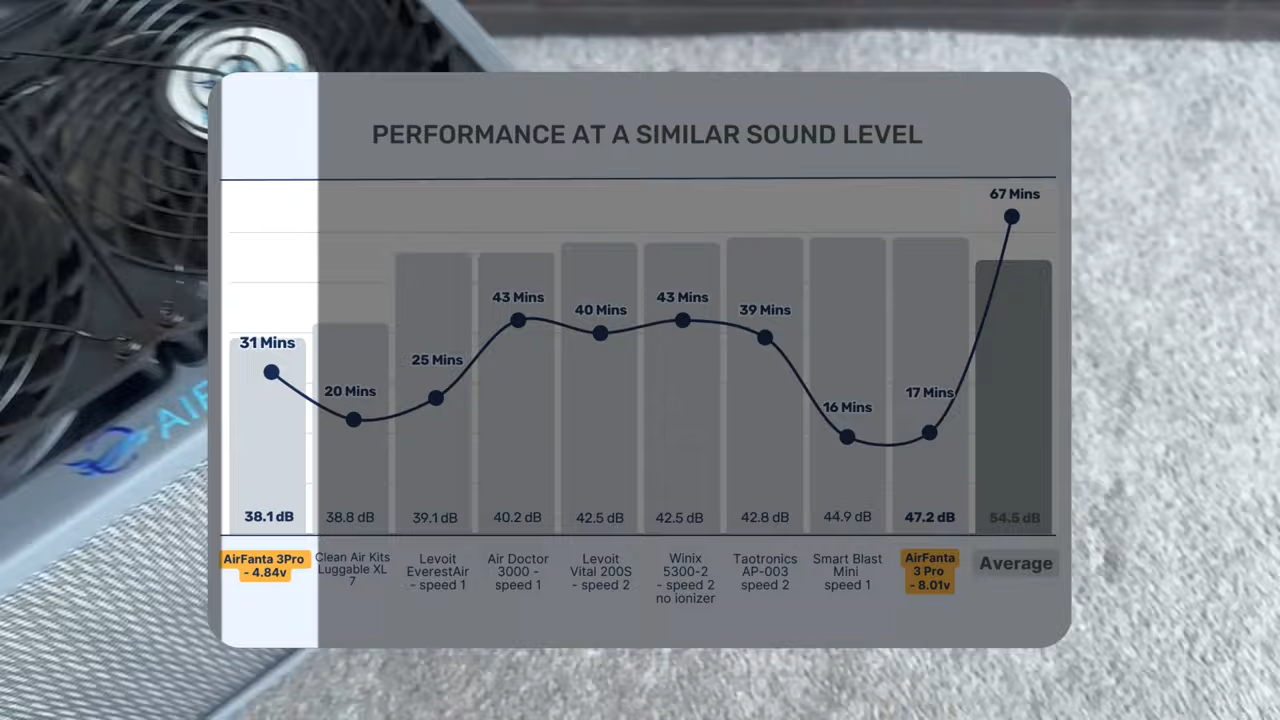 PERFORMANCE AT A SIMILAR SOUND LEVEL
67 Mins
43 Mins
40 Mins
43 Mins
39 Mins
31 Mins
25 Mins
20 Mins
16 Mins
17 Mins
38.1 dB
38.8 dB
39.1 dB
40.2 dB
42.5 dB
42.5 dB
42.8 dB
44.9 dB
47.2 dB
54.5 dB
AirFanta 3Pro
- 4.84v
Clean Air Kits
Luggable XL
7
Levoit
EverestAir
- speed 1
Air Doctor
3000 -
speed 1
Levoit
Vital 200S
- speed 2
Winix
5300-2
- speed 2
no ionizer
Taotronics
AP-003
speed 2
Smart Blast
Mini
speed 1
AirFanta
3 Pro
- 8.01v
Average
AIF